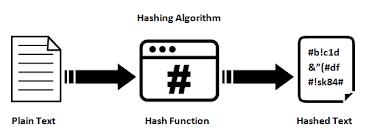 Hashing Algorithm
#
#b!c1d
&"(#df
#!sk84#
Plain Text
Hash Function
Hashed Text